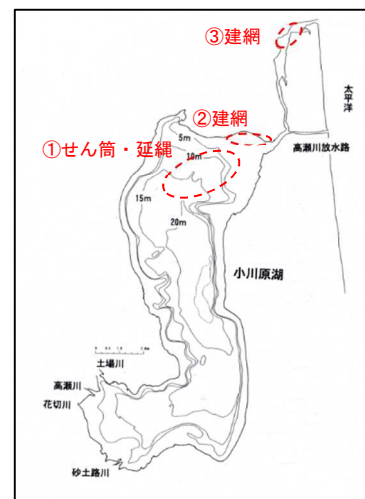 ③建網
太平洋
②建網
5m
①せん筒・延縄
10m
高瀬川放水路
15m
20m
小川原湖
土場川
高瀬川
花切川
砂土路川